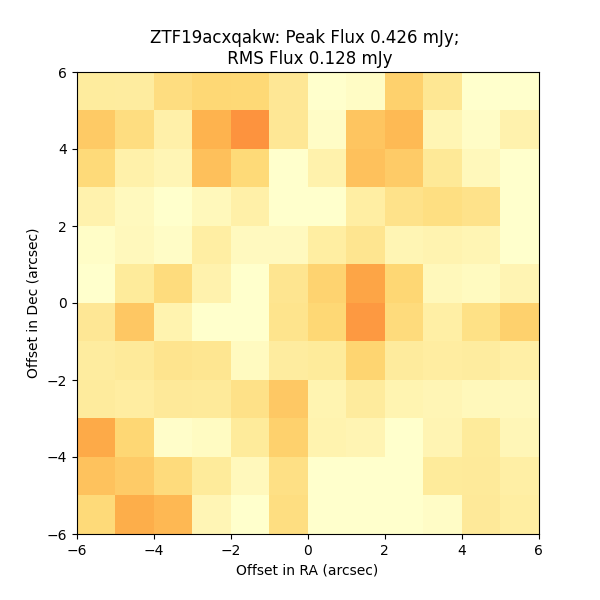 ZTF19acxqakw: Peak Flux 0.426 mJy;
RMS Flux 0.128 mJy
6
4
2
0
−2
−4
−6
Offset in Dec (arcsec)
−6 −4 −2 0 2 4 6
Offset in RA (arcsec)